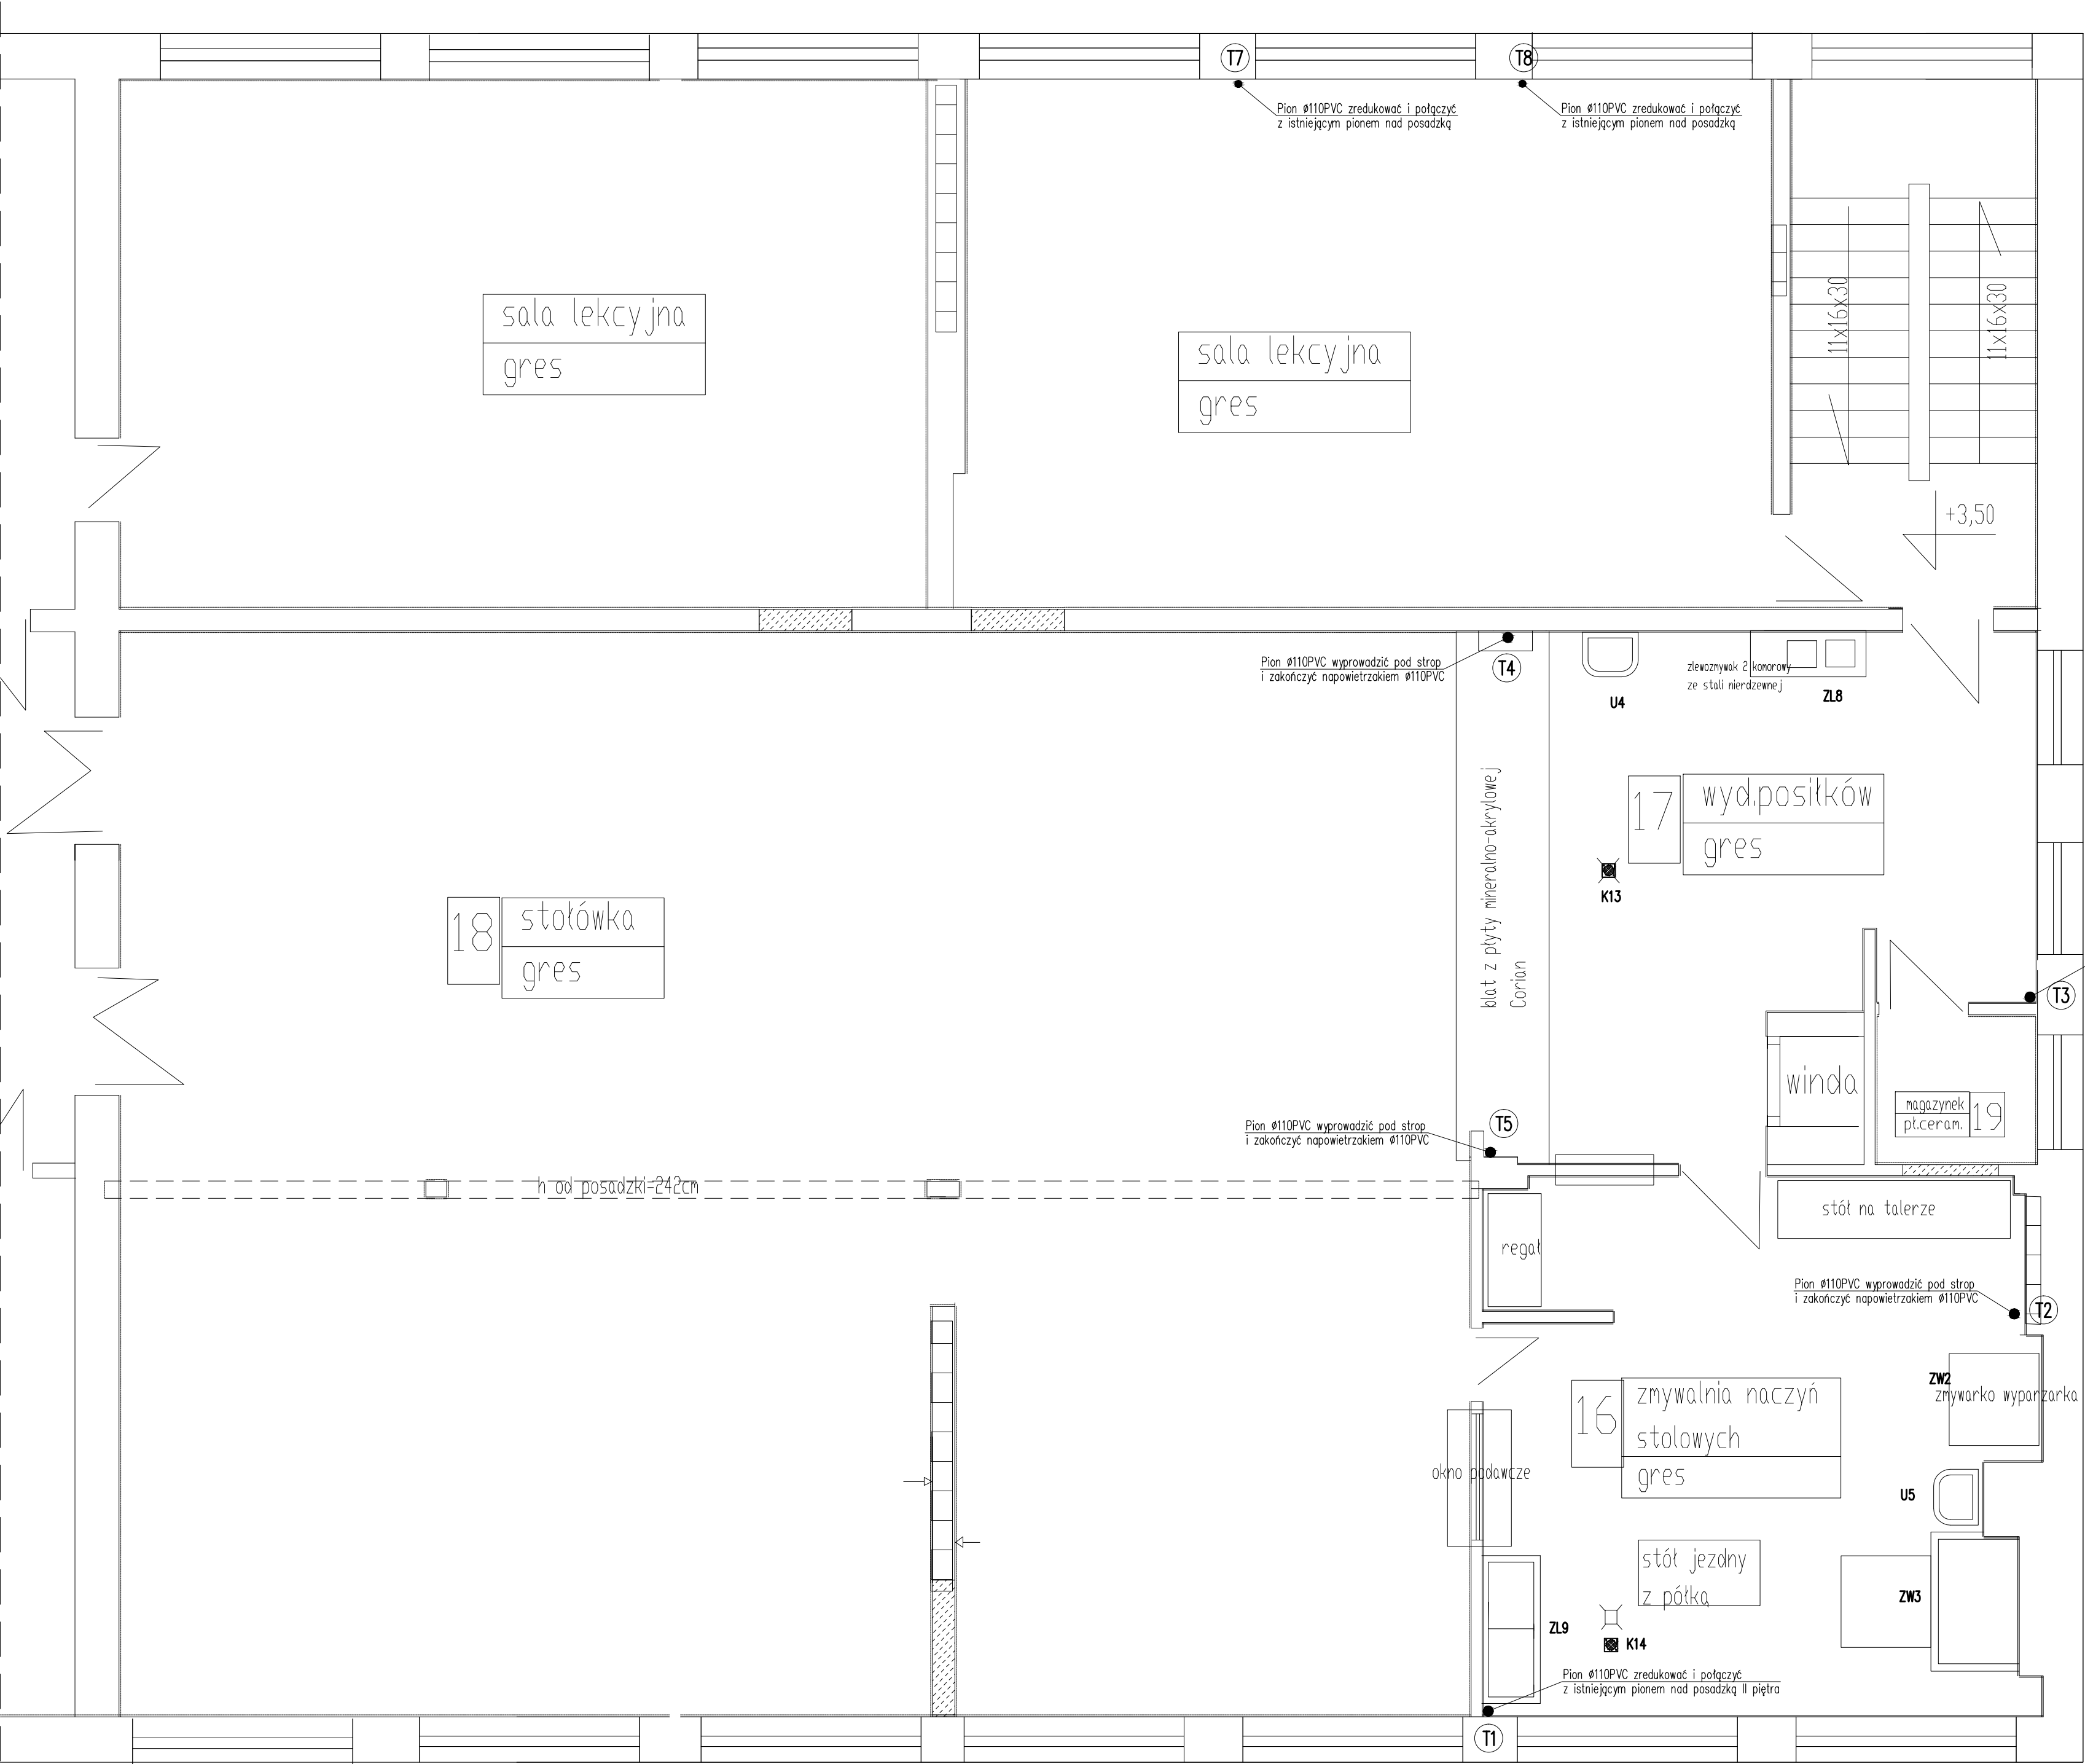 T7
T8
Pion ø110PVC zredukować i połączyć
z istniejącym pionem nad posadzką
Pion ø110PVC zredukować i połączyć
z istniejącym pionem nad posadzką
sala lekcyjna
gres
sala lekcyjna
gres
11x16x30
11x16x30
+3,50
Pion ø110PVC wyprowadzić pod strop
i zakończyć napowietrzakiem ø110PVC
T4
U4
zlewozmywak 2 komorowy
ze stali nierdzewnej
ZL8
blat z płyty mineralno-akrylowej
Corian
17
wyd.posiłków
gres
K13
18
stołówka
gres
T3
winda
magazynek
pł.ceram.
19
Pion ø110PVC wyprowadzić pod strop
i zakończyć napowietrzakiem ø110PVC
T5
h od posadzki=242cm
stół na talerze
regał
Pion ø110PVC wyprowadzić pod strop
i zakończyć napowietrzakiem ø110PVC
T2
ZW2
zmywarko wyparzarka
16
zmywalnia naczyń
stolowych
gres
okno podawcze
U5
stół jezdny
z półką
ZW3
ZL9
K14
Pion ø110PVC zredukować i połączyć
z istniejącym pionem nad posadzką II piętra
T1